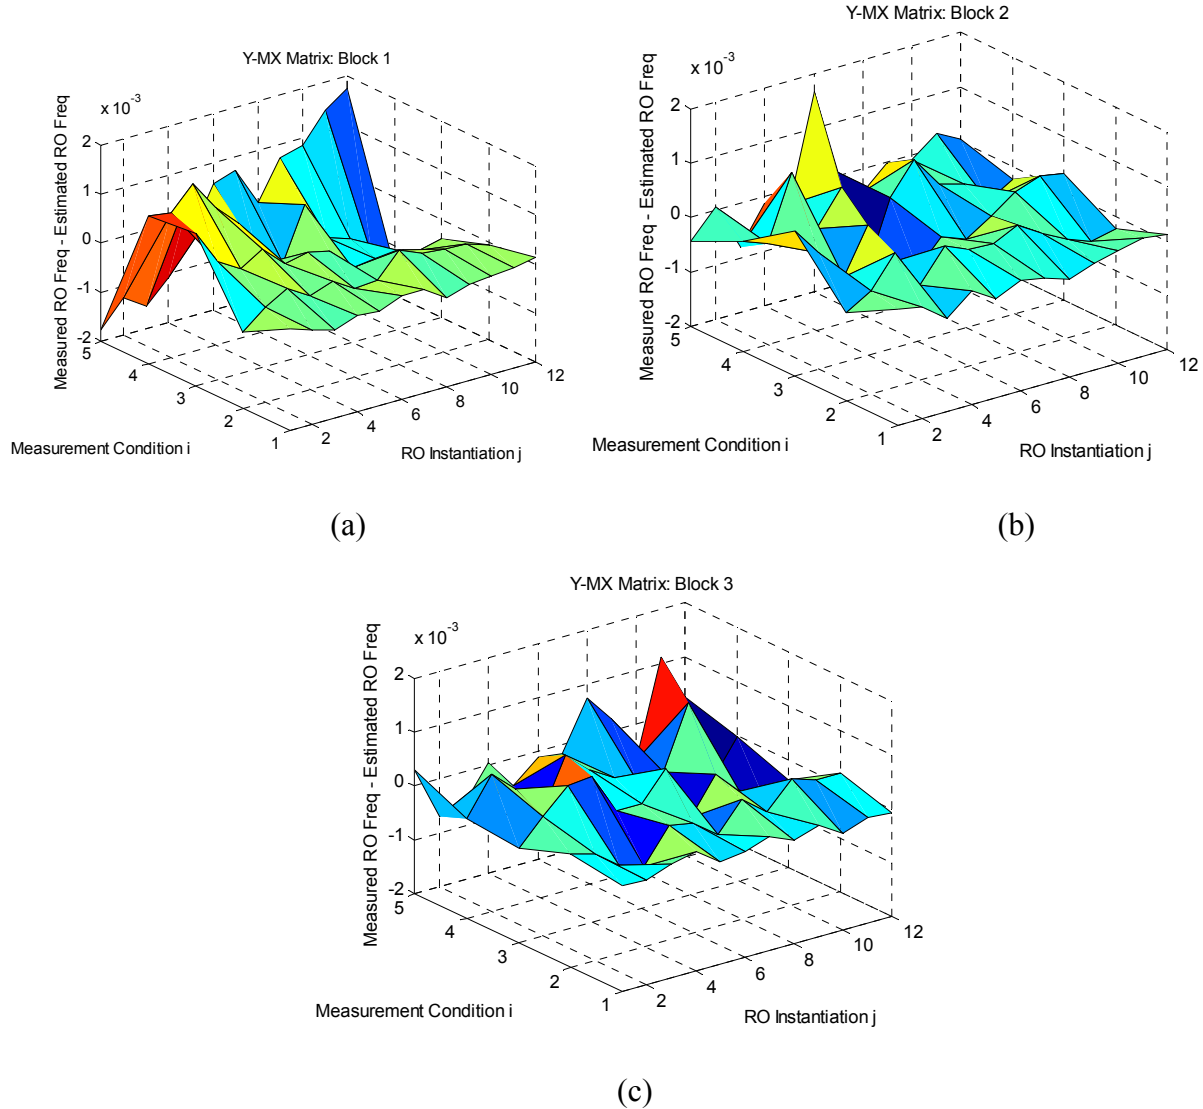 Y-MX Matrix: Block 1
x 10^-3
Measured RO Freq - Estimated RO Freq
2
1
0
-1
-2
5
4
3
2
1
2
4
6
8
10
12
Measurement Condition i
RO Instantiation j
(a)
Y-MX Matrix: Block 2
x 10^-3
Measured RO Freq - Estimated RO Freq
2
1
0
-1
-2
5
4
3
2
1
2
4
6
8
10
12
Measurement Condition i
RO Instantiation j
(b)
Y-MX Matrix: Block 3
x 10^-3
Measured RO Freq - Estimated RO Freq
2
1
0
-1
-2
5
4
3
2
1
2
4
6
8
10
12
Measurement Condition i
RO Instantiation j
(c)